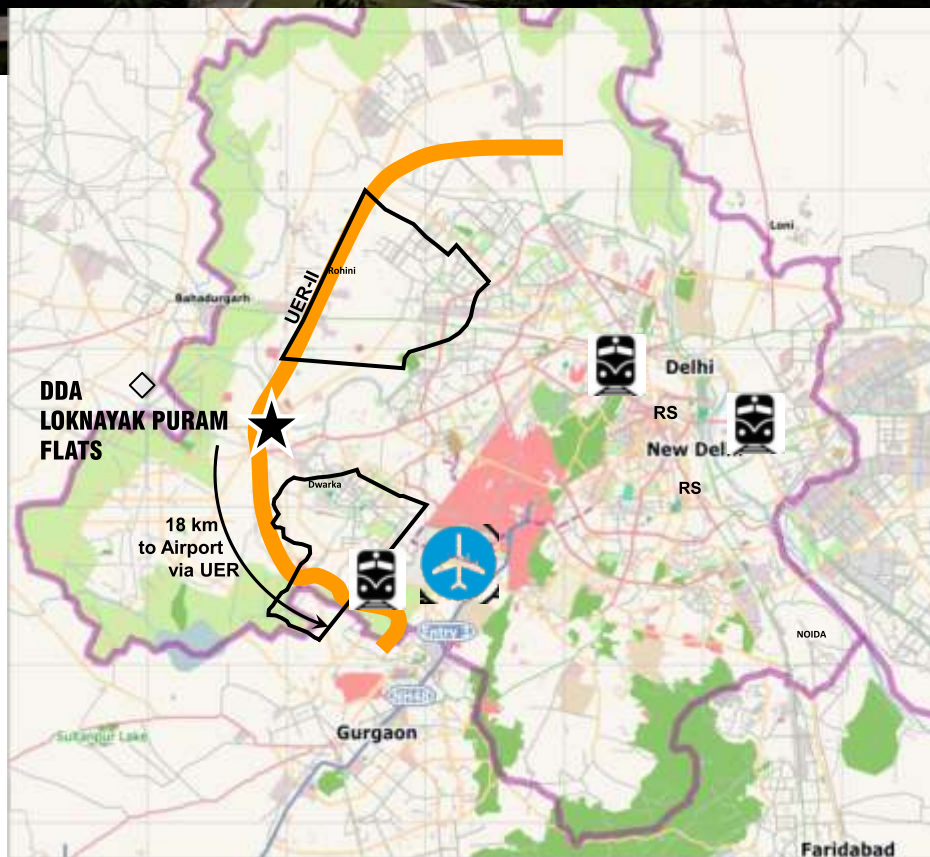 Loni
Rohini
UER-II
Bahadurgarh
Delhi
DDA
LOKNAYAK PURAM
FLATS
RS
New Del
Dwarka
RS
18 km
to Airport
via UER
Entry
NOIDA
Gurgaon
Sultanpur Lake
Faridabad